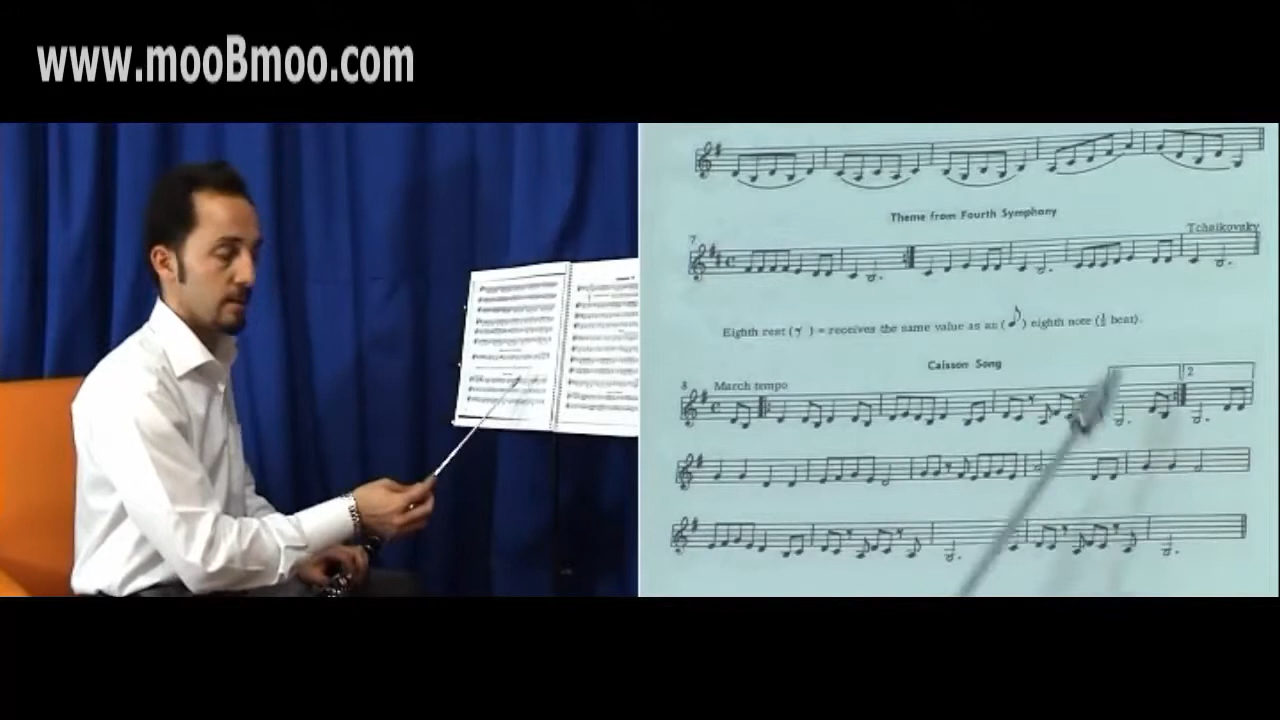 www.mooBmoo.com
Theme from Fourth Symphony
7
Tchaikovsky
Eighth rest ( ) = receives the same value as an ( ) eighth note (½ beat).
Caisson Song
8 March tempo
2